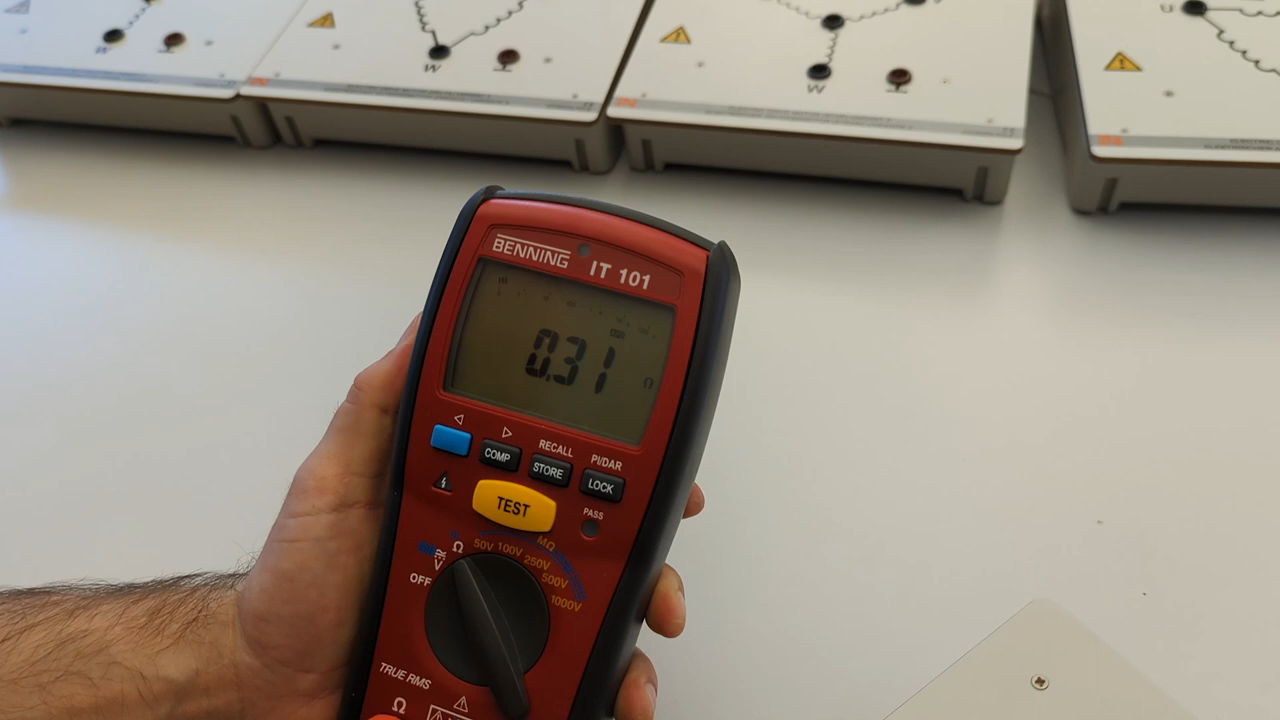 W
W
W
U
BENNING
IT 101
0.31
Ω
RECALL
PI/DAR
COMP
STORE
LOCK
TEST
PASS
MΩ
Ω
50V
100V
250V
500V
1000V
V
OFF
TRUE RMS
Ω